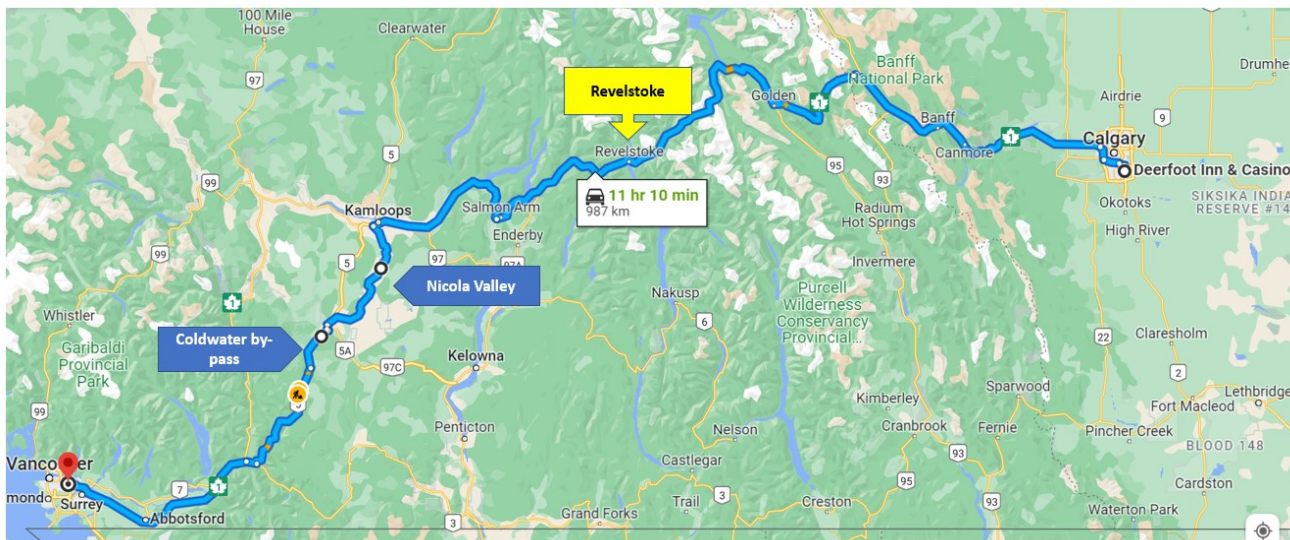 100 Mile
House
Clearwater
97
Revelstoke
Banff
National Park
Drumhe
Golden
1
Airdrie
9
Banff
1
5
Revelstoke
Canmore
Calgary
Deerfoot Inn & Casino
95
93
99
11 hr 10 min
987 km
SIKSIKA INDIA
RESERVE #14
Okotoks
Kamloops
Salmon Arm
Radium
Hot Springs
High River
Enderby
99
5
97
97A
Invermere
Nicola Valley
Nakusp
Purcell
Wilderness
Conservancy
Provincial...
1
Whistler
6
Claresholm
Coldwater by-
pass
22
Garibaldi
Provincial
Park
5A
97C
Kelowna
2
Sparwood
Lethbridge
Kimberley
Fort Macleod
99
5
Penticton
Nelson
Cranbrook
Fernie
Pincher Creek
BLOOD 148
93
Castlegar
Vancouver
7
1
95
Cardston
mond
Surrey
Trail
3
Creston
93
Abbotsford
3
Grand Forks
Waterton Park